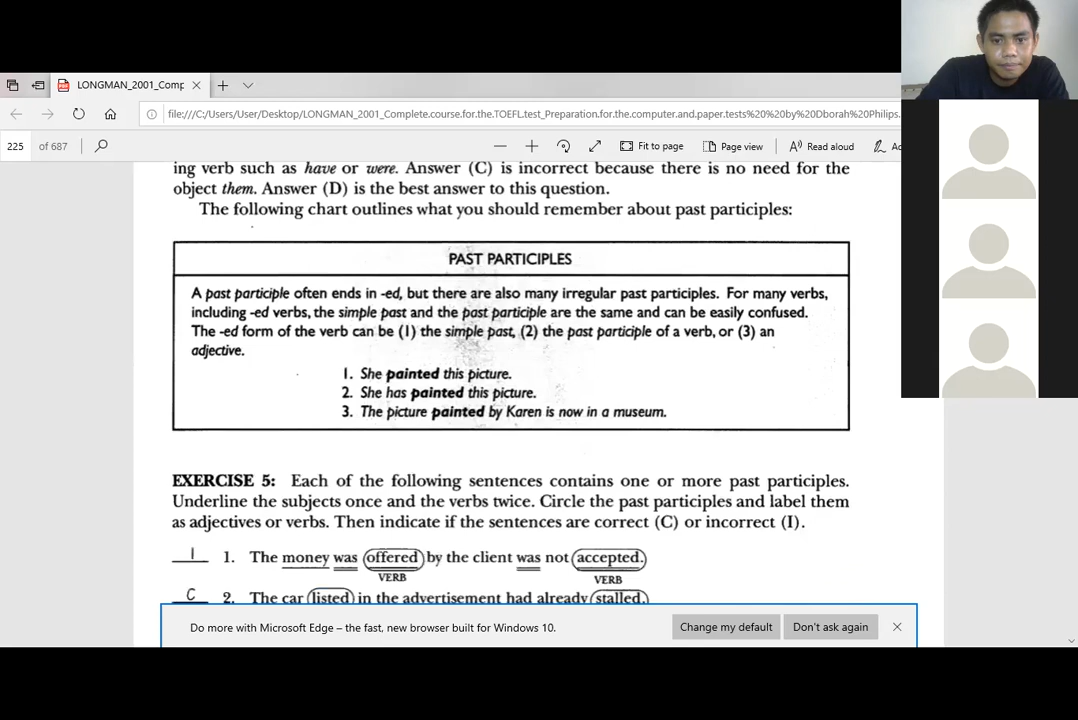 LONGMAN_2001_Comp
file:///C:/Users/User/Desktop/LONGMAN_2001_Complete.course.for.the.TOEFL.test_Preparation.for.the.computer.and.paper.tests%20%20by%20Dborah%20Philips.
225 of 687 Fit to page Page view Read aloud
ing verb such as have or were. Answer (C) is incorrect because there is no need for the
object them. Answer (D) is the best answer to this question.
The following chart outlines what you should remember about past participles:
PAST PARTICIPLES
A past participle often ends in -ed, but there are also many irregular past participles. For many verbs,
including -ed verbs, the simple past and the past participle are the same and can be easily confused.
The -ed form of the verb can be (1) the simple past, (2) the past participle of a verb, or (3) an
adjective.
1. She painted this picture.
2. She has painted this picture.
3. The picture painted by Karen is now in a museum.
EXERCISE 5: Each of the following sentences contains one or more past participles.
Underline the subjects once and the verbs twice. Circle the past participles and label them
as adjectives or verbs. Then indicate if the sentences are correct (C) or incorrect (I).
I 1. The money was offered by the client was not accepted.
VERB VERB
C 2. The car listed in the advertisement had already stalled.
Do more with Microsoft Edge – the fast, new browser built for Windows 10. Change my default Don't ask again